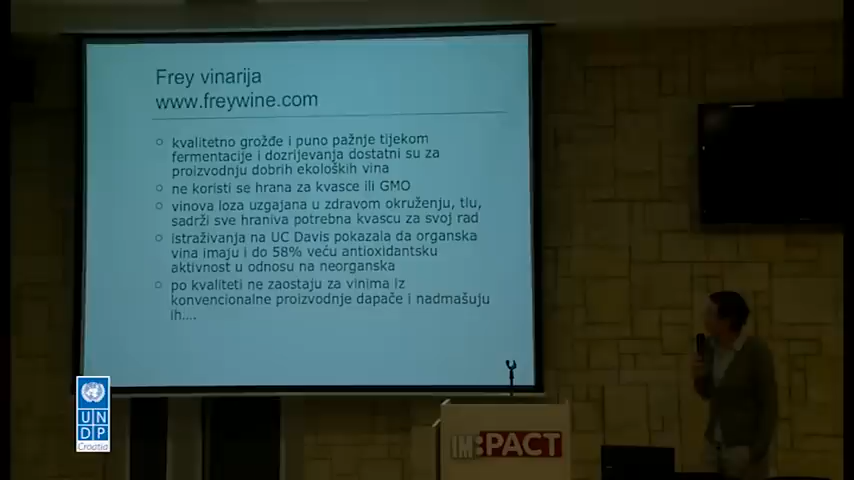 Frey vinarija
www.freywine.com
kvalitetno grožđe i puno pažnje tijekom
fermentacije i dozrijevanja dostatni su za
proizvodnju dobrih ekoloških vina
ne koristi se hrana za kvasce ili GMO
vinova loza uzgajana u zdravom okruženju, tlu,
sadrži sve hraniva potrebna kvascu za svoj rad
istraživanja na UC Davis pokazala da organska
vina imaju i do 58% veću antioxidantsku
aktivnost u odnosu na neorganska
po kvaliteti ne zaostaju za vinima iz
konvencionalne proizvodnje dapače i nadmašuju
ih....
UN
DP
Croatia
IM:PACT